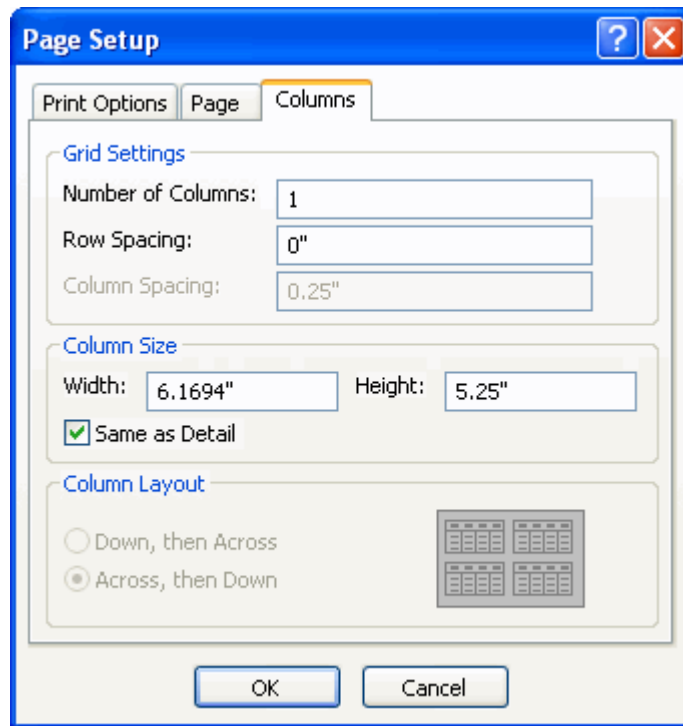 Page Setup
Print Options Page Columns
Grid Settings
Number of Columns: 1
Row Spacing: 0"
Column Spacing: 0.25"
Column Size
Width: 6.1694" Height: 5.25"
Same as Detail
Column Layout
Down, then Across
Across, then Down
OK Cancel